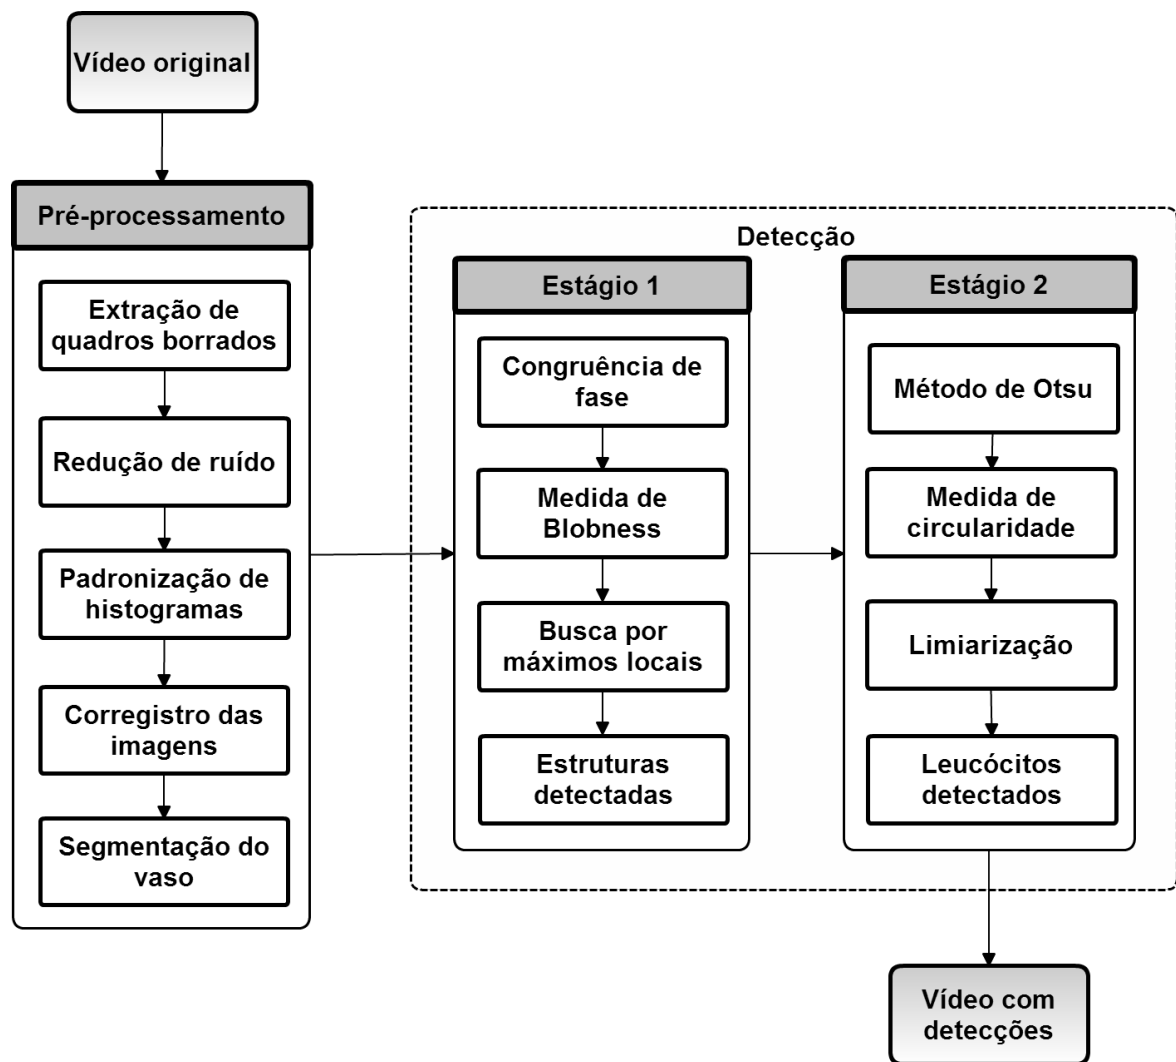 Vídeo original
Pré-processamento
Extração de
quadros borrados
Redução de ruído
Padronização de
histogramas
Corregistro das
imagens
Segmentação do
vaso
Detecção
Estágio 1
Congruência de
fase
Medida de
Blobness
Busca por
máximos locais
Estruturas
detectadas
Estágio 2
Método de Otsu
Medida de
circularidade
Limiarização
Leucócitos
detectados
Vídeo com
detecções